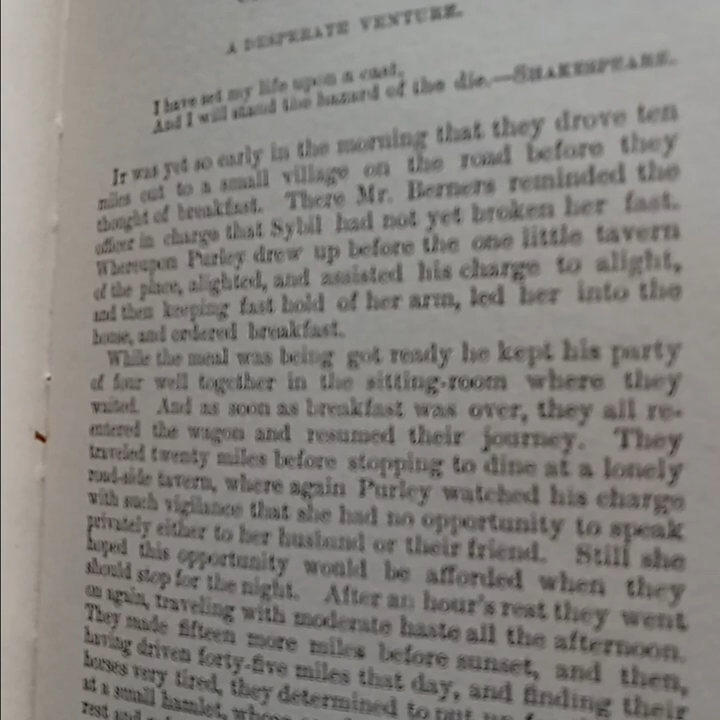 A DESPERATE VENTURE.
I have set my life upon a cast,
And I will stand the hazard of the die.—SHAKESPEARE.
It was yet so early in the morning that they drove ten
miles out to a small village on the road before they
thought of breakfast. There Mr. Berners reminded the
officer in charge that Sybil had not yet broken her fast.
Whereupon Purley drew up before the one little tavern
of the place, alighted, and assisted his charge to alight,
and then keeping fast hold of her arm, led her into the
house, and ordered breakfast.
While the meal was being got ready he kept his party
of four well together in the sitting-room where they
waited. And as soon as breakfast was over, they all re-
entered the wagon and resumed their journey. They
traveled twenty miles before stopping to dine at a lonely
road-side tavern, where again Purley watched his charge
with such vigilance that she had no opportunity to speak
privately either to her husband or their friend. Still she
hoped this opportunity would be afforded when they
should stop for the night. After an hour's rest they went
on again, traveling with moderate haste all the afternoon.
They made fifteen more miles before sunset, and then,
having driven forty-five miles that day, and finding their
horses very tired, they determined to put up
at a small hamlet, whose
rest and